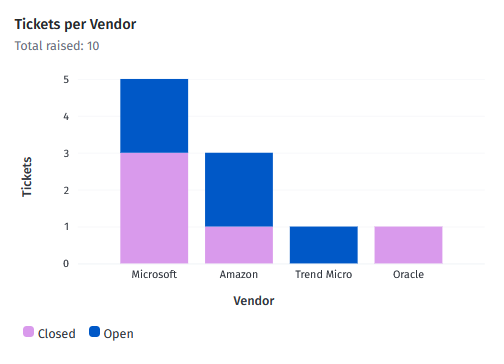 Tickets per Vendor
Total raised: 10
5
4
3
2
1
0
Tickets
Microsoft Amazon Trend Micro Oracle
Vendor
Closed Open